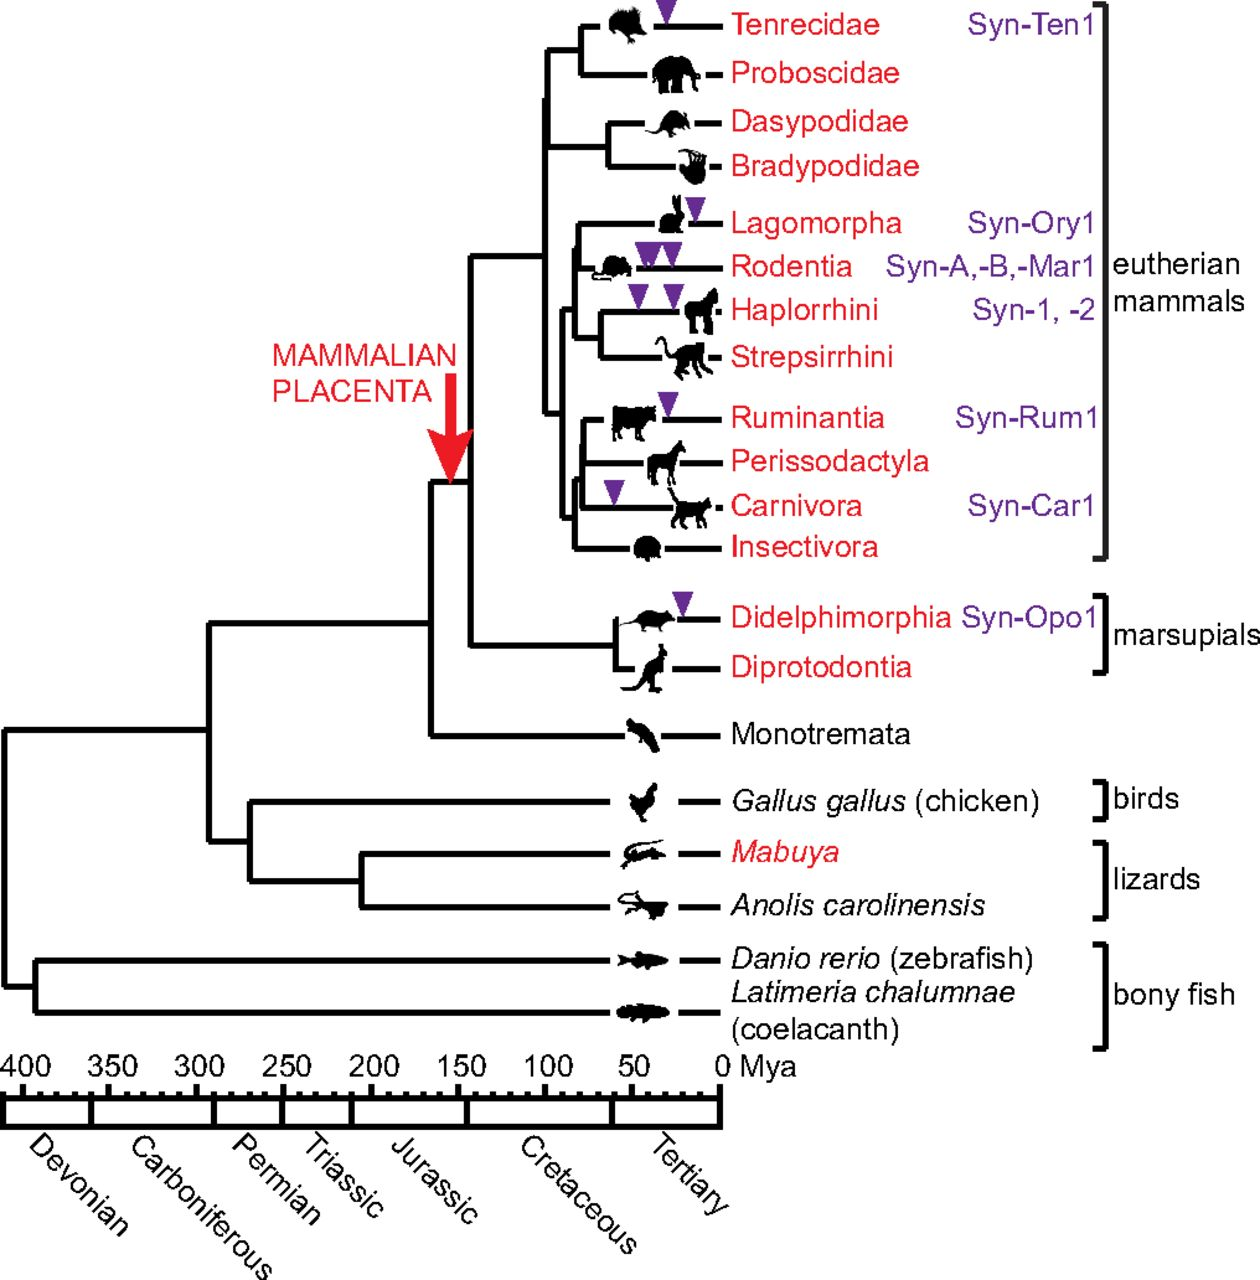 Tenrecidae Syn-Ten1
Proboscidae
Dasypodidae
Bradypodidae
Lagomorpha Syn-Ory1
Rodentia Syn-A,-B,-Mar1
eutherian
mammals
Haplorrhini Syn-1, -2
Strepsirrhini
MAMMALIAN
PLACENTA
Ruminantia Syn-Rum1
Perissodactyla
Carnivora Syn-Car1
Insectivora
Didelphimorphia Syn-Opo1
marsupials
Diprotodontia
Monotremata
Gallus gallus (chicken) birds
Mabuya
lizards
Anolis carolinensis
Danio rerio (zebrafish)
Latimeria chalumnae
(coelacanth)
bony fish
400 350 300 250 200 150 100 50 0 Mya
Devonian Carboniferous Permian Triassic Jurassic Cretaceous Tertiary